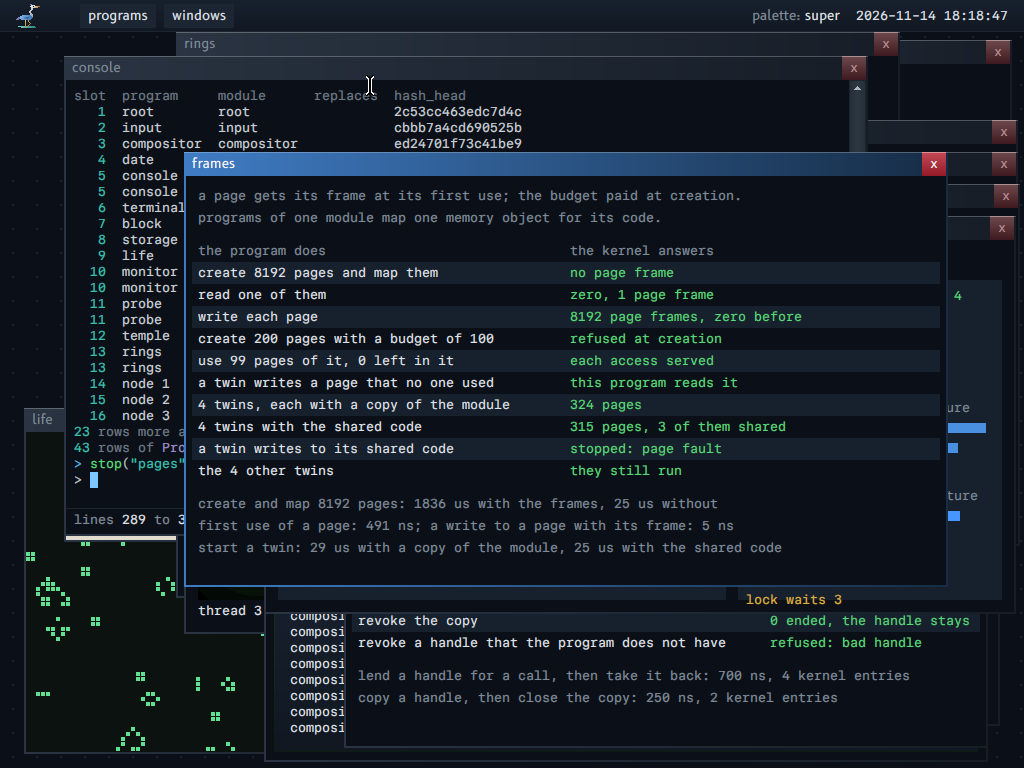 programs windows palette: super 2026-11-14 18:18:47
rings x
x
console x
slot program module replaces hash_head
1 root root 2c53cc463edc7d4c
2 input input cbbb7a4cd690525b
3 compositor compositor ed24701f73c41be9
4 date
5 console
5 console
6 terminal
7 block
8 storage
9 life
10 monitor
10 monitor
11 probe
11 probe
12 temple
13 rings
13 rings
14 node 1
15 node 2
16 node 3
23 rows more a
43 rows of Pro
> stop("pages"
>
lines 289 to 3
x
x
x
x
frames x
a page gets its frame at its first use; the budget paid at creation.
programs of one module map one memory object for its code.
the program does the kernel answers
create 8192 pages and map them no page frame
read one of them zero, 1 page frame
write each page 8192 page frames, zero before
create 200 pages with a budget of 100 refused at creation
use 99 pages of it, 0 left in it each access served
a twin writes a page that no one used this program reads it
4 twins, each with a copy of the module 324 pages
4 twins with the shared code 315 pages, 3 of them shared
a twin writes to its shared code stopped: page fault
the 4 other twins they still run
create and map 8192 pages: 1836 us with the frames, 25 us without
first use of a page: 491 ns; a write to a page with its frame: 5 ns
start a twin: 29 us with a copy of the module, 25 us with the shared code
4
ure
ture
lock waits 3
life
thread 3
composi
composi
composi
composi
composi
composi
composi
composi
revoke the copy 0 ended, the handle stays
revoke a handle that the program does not have refused: bad handle
lend a handle for a call, then take it back: 700 ns, 4 kernel entries
copy a handle, then close the copy: 250 ns, 2 kernel entries